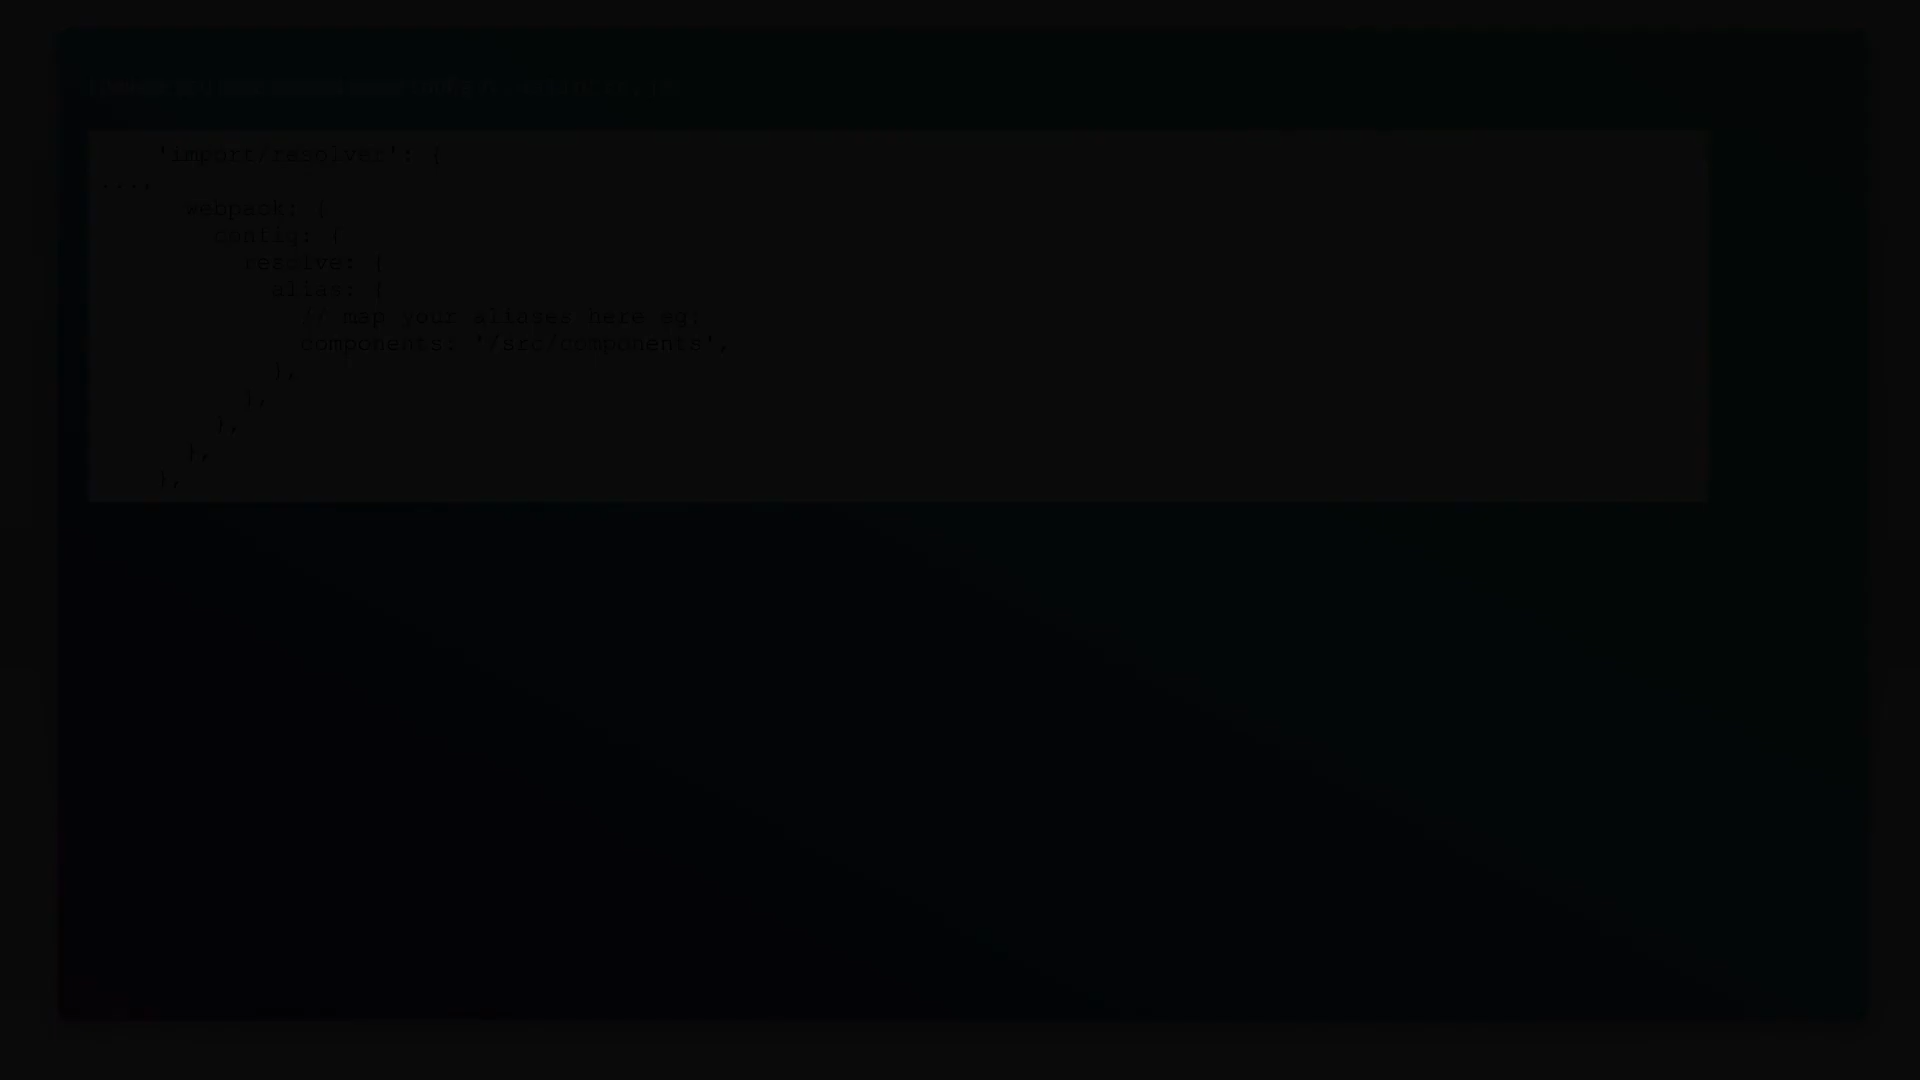 'import/resolver': {
....,
webpack: {
config: {
resolve: {
alias: {
// map your aliases here eg:
components: '/src/components',
},
},
},
},
},